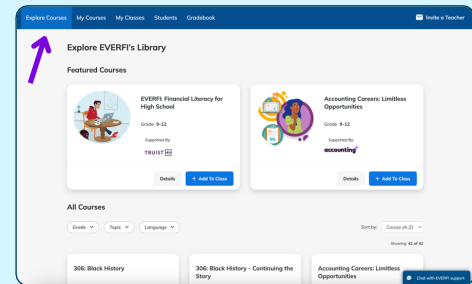 Explore Courses My Courses My Classes Students Gradebook Invite a Teacher
Explore EVERFI's Library
Featured Courses
EVERFI: Financial Literacy for
High School
Grade 9-12
Supported By:
TRUIST
Details + Add To Class
Accounting Careers: Limitless
Opportunities
Grade 9-12
Supported By:
accounting+
Details + Add To Class
All Courses
Grade Topic Language Sort by: Course (A-Z)
Showing 42 of 42
306: Black History
306: Black History - Continuing the
Story
Accounting Careers: Limitless
Opportunities
Chat with EVERFI support